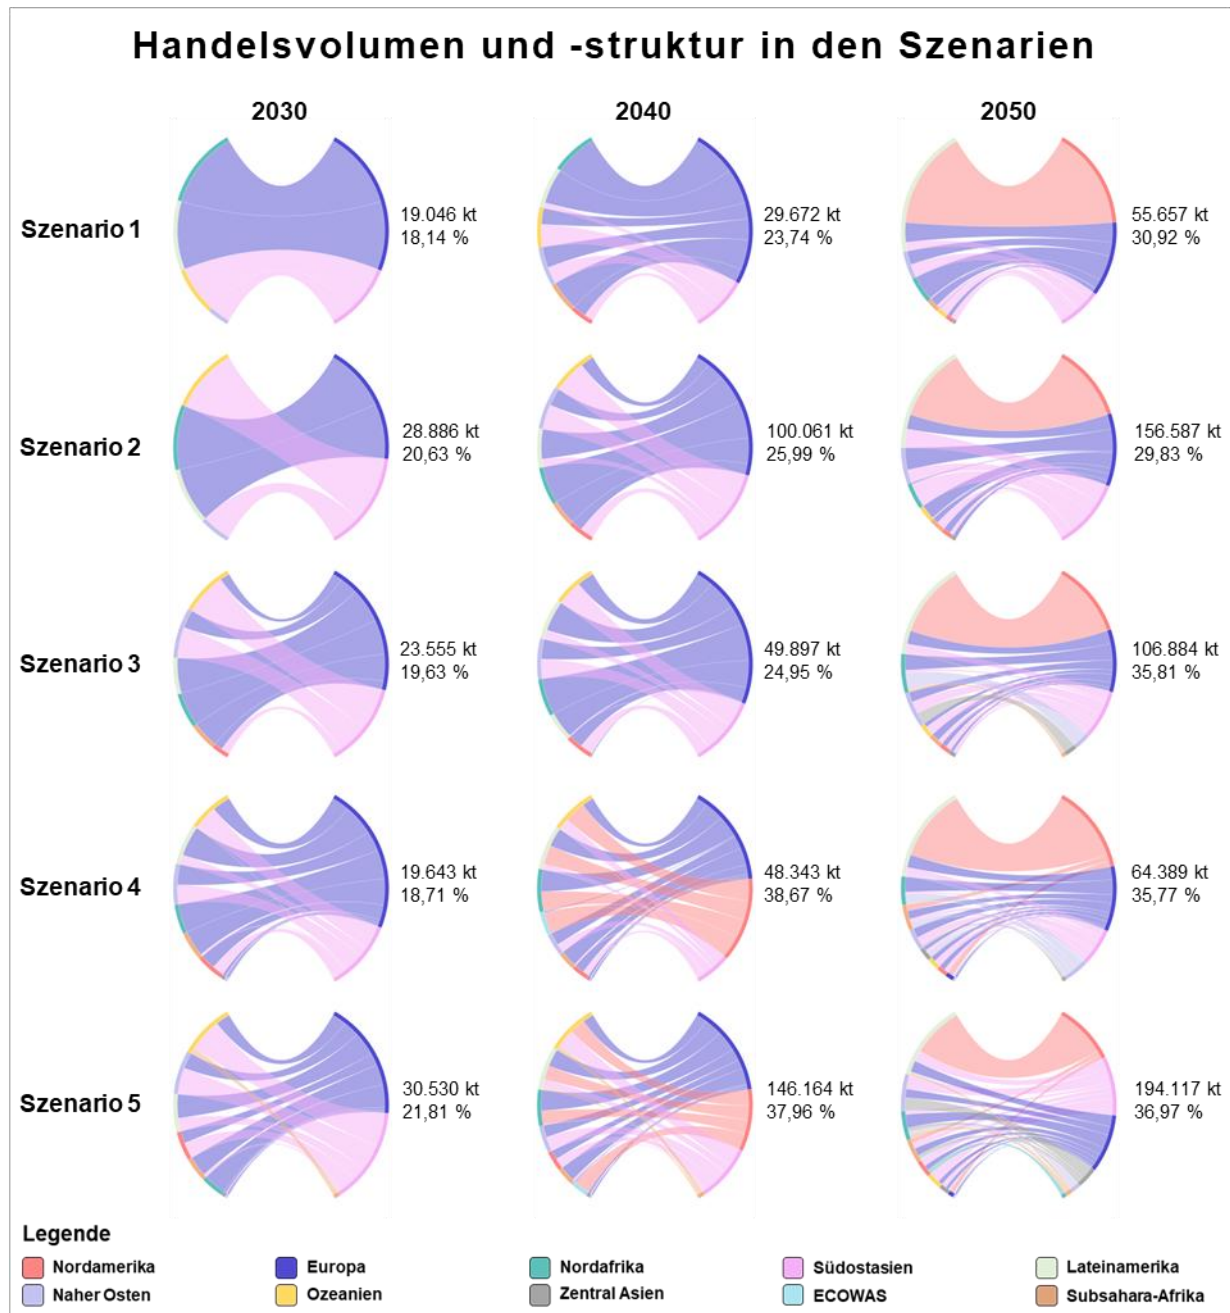 Handelsvolumen und -struktur in den Szenarien
2030
2040
2050
Szenario 1
19.046 kt
18,14 %
29.672 kt
23,74 %
55.657 kt
30,92 %
Szenario 2
28.886 kt
20,63 %
100.061 kt
25,99 %
156.587 kt
29,83 %
Szenario 3
23.555 kt
19,63 %
49.897 kt
24,95 %
106.884 kt
35,81 %
Szenario 4
19.643 kt
18,71 %
48.343 kt
38,67 %
64.389 kt
35,77 %
Szenario 5
30.530 kt
21,81 %
146.164 kt
37,96 %
194.117 kt
36,97 %
Legende
Nordamerika
Europa
Nordafrika
Südostasien
Lateinamerika
Naher Osten
Ozeanien
Zentral Asien
ECOWAS
Subsahara-Afrika